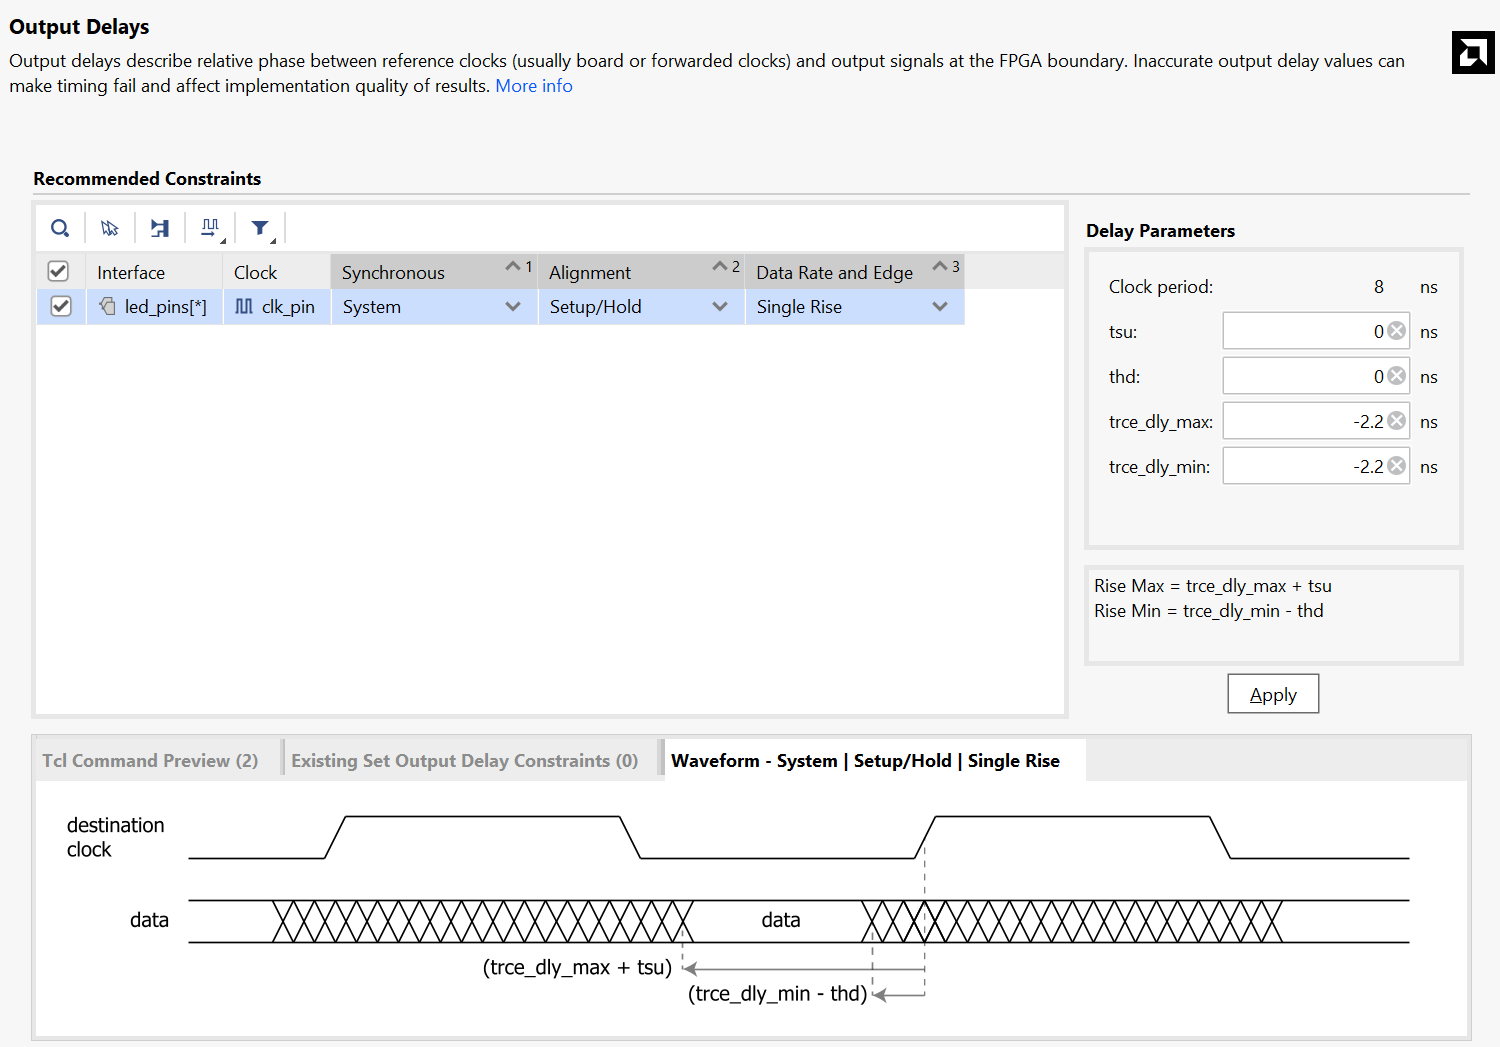 Output Delays
Output delays describe relative phase between reference clocks (usually board or forwarded clocks) and output signals at the FPGA boundary. Inaccurate output delay values can
make timing fail and affect implementation quality of results. More info
Recommended Constraints
Interface Clock Synchronous 1 Alignment 2 Data Rate and Edge 3
led_pins[*] clk_pin System Setup/Hold Single Rise
Delay Parameters
Clock period: 8 ns
tsu: 0 ns
thd: 0 ns
trce_dly_max: -2.2 ns
trce_dly_min: -2.2 ns
Rise Max = trce_dly_max + tsu
Rise Min = trce_dly_min - thd
Apply
Tcl Command Preview (2) Existing Set Output Delay Constraints (0) Waveform - System | Setup/Hold | Single Rise
destination
clock
data data
(trce_dly_max + tsu)
(trce_dly_min - thd)